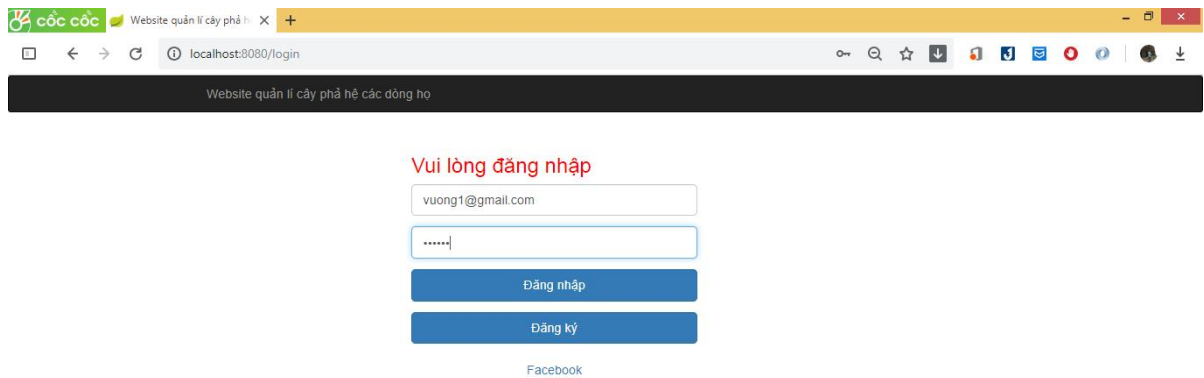 cốc cốc Website quản lí cây phả h
localhost:8080/login
Website quản lí cây phả hệ các dòng họ
Vui lòng đăng nhập
vuong1@gmail.com
••••••
Đăng nhập
Đăng ký
Facebook